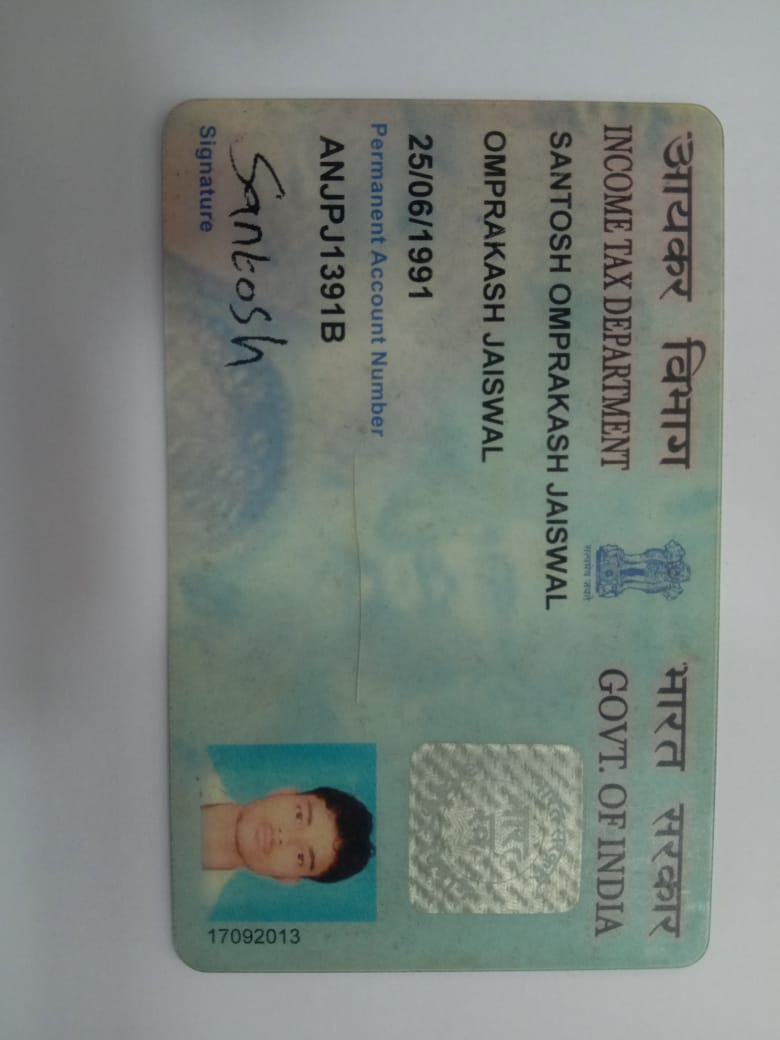 आयकर विभाग
INCOME TAX DEPARTMENT
भारत सरकार
GOVT. OF INDIA
सत्यमेव जयते
SANTOSH OMPRAKASH JAISWAL
OMPRAKASH JAISWAL
25/06/1991
Permanent Account Number
ANJPJ1391B
Santosh
Signature
17092013